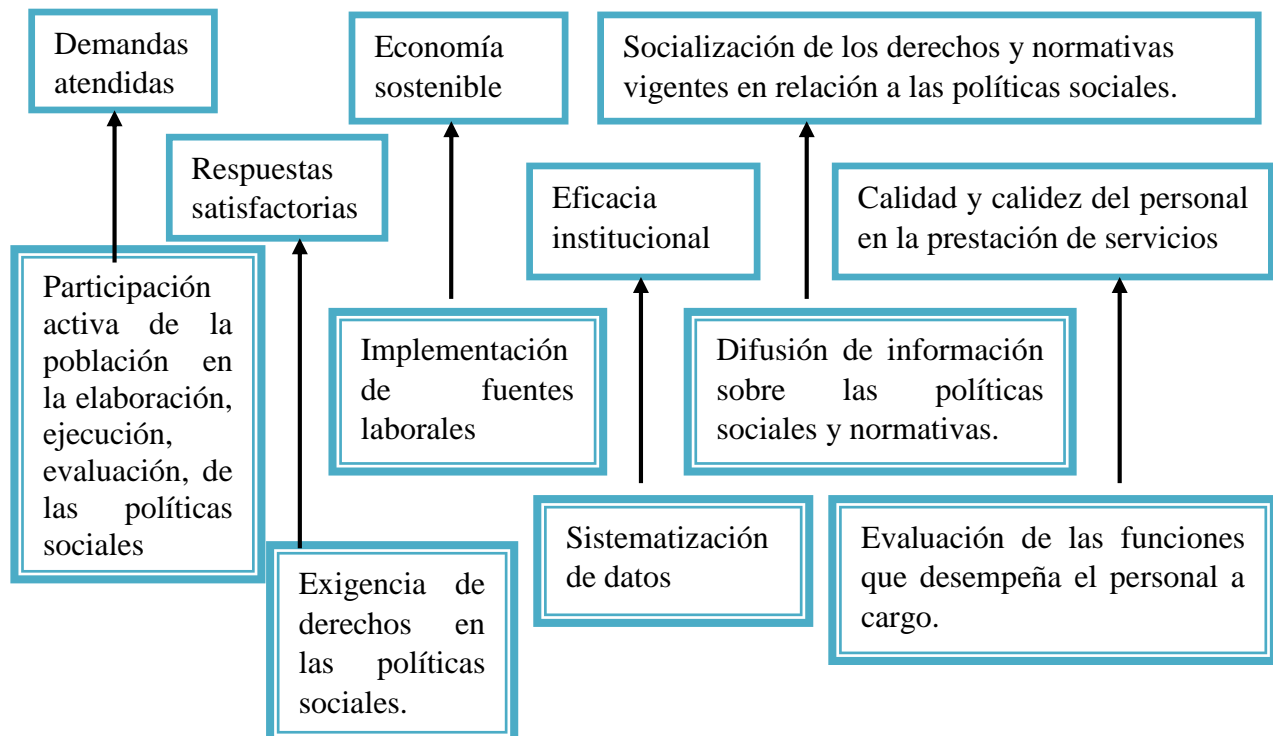 Demandas
atendidas
Economía
sostenible
Socialización de los derechos y normativas
vigentes en relación a las políticas sociales.
Respuestas
satisfactorias
Eficacia
institucional
Calidad y calidez del personal
en la prestación de servicios
Participación
activa de la
población en
la elaboración,
ejecución,
evaluación, de
las políticas
sociales
Implementación
de fuentes
laborales
Difusión de información
sobre las políticas
sociales y normativas.
Exigencia de
derechos en
las políticas
sociales.
Sistematización
de datos
Evaluación de las funciones
que desempeña el personal a
cargo.